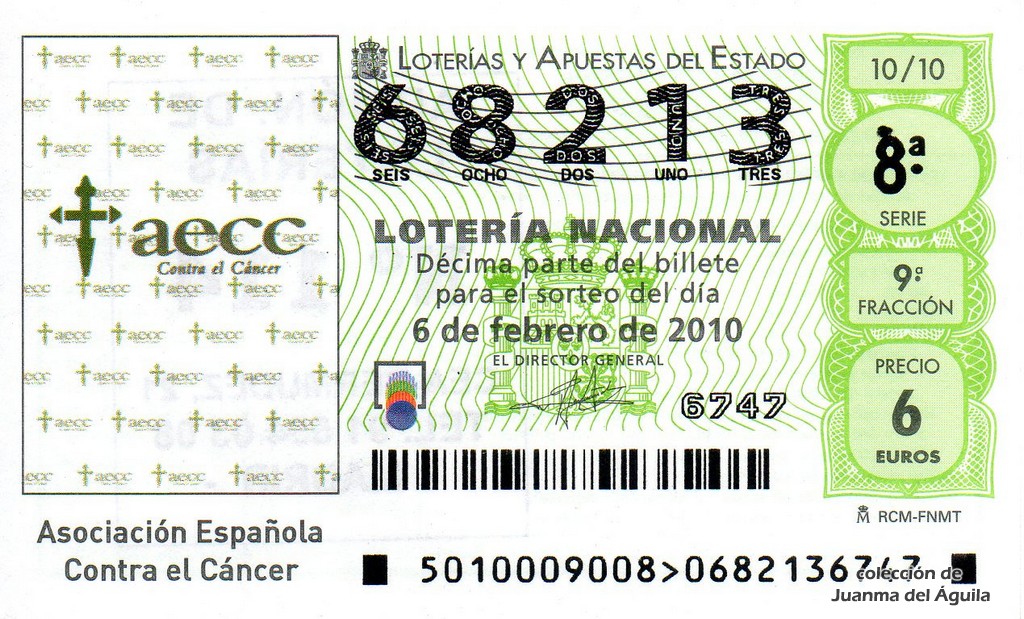 aecc
Contra el Cáncer
Asociación Española
Contra el Cáncer
LOTERÍAS Y APUESTAS DEL ESTADO
68213
SEIS OCHO DOS UNO TRES
LOTERÍA NACIONAL
Décima parte del billete
para el sorteo del día
6 de febrero de 2010
EL DIRECTOR GENERAL
6747
10/10
8ª
SERIE
9ª
FRACCIÓN
PRECIO
6
EUROS
RCM-FNMT
5010009008>0682136747
colección de
Juanma del Águila